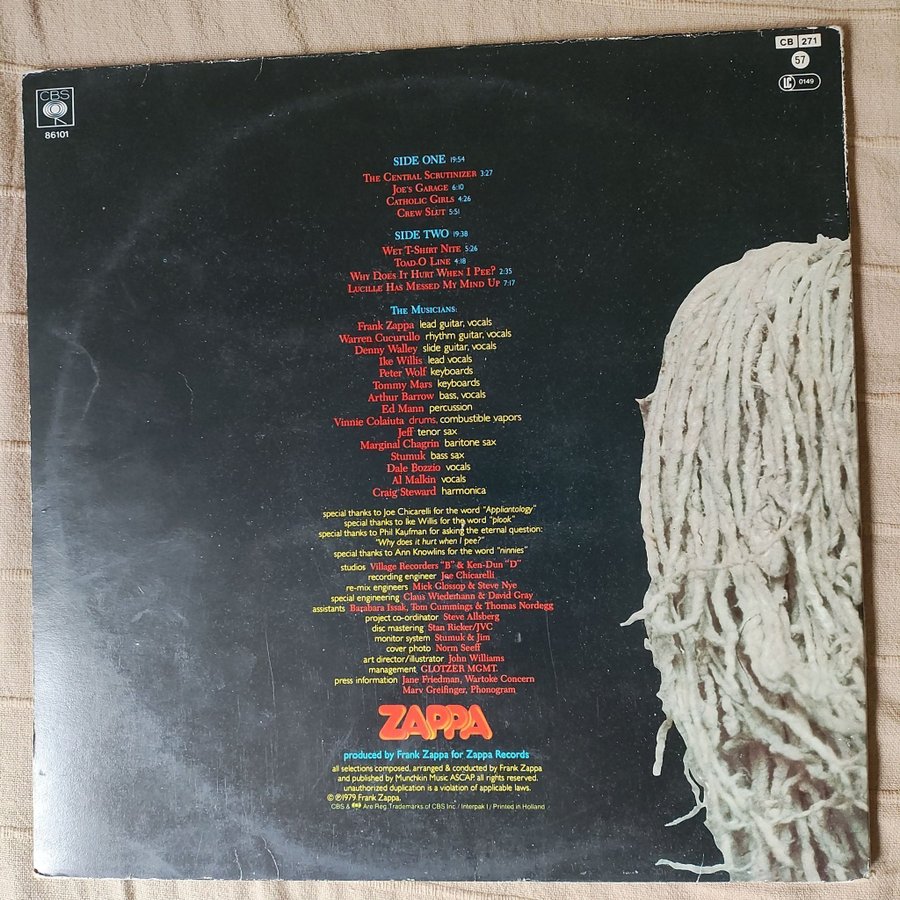 CBS
86101
CB 271
57
LC 0149
SIDE ONE 19:54
THE CENTRAL SCRUTINIZER 3:27
JOE'S GARAGE 6:10
CATHOLIC GIRLS 4:26
CREW SLUT 5:51
SIDE TWO 19:38
WET T-SHIRT NITE 5:26
TOAD-O LINE 4:18
WHY DOES IT HURT WHEN I PEE? 2:35
LUCILLE HAS MESSED MY MIND UP 7:17
THE MUSICIANS:
Frank Zappa lead guitar, vocals
Warren Cucurullo rhythm guitar, vocals
Denny Walley slide guitar, vocals
Ike Willis lead vocals
Peter Wolf keyboards
Tommy Mars keyboards
Arthur Barrow bass, vocals
Ed Mann percussion
Vinnie Colaiuta drums, combustible vapors
Jeff tenor sax
Marginal Chagrin baritone sax
Stumuk bass sax
Dale Bozzio vocals
Al Malkin vocals
Craig Steward harmonica
special thanks to Joe Chicarelli for the word "Appliantology"
special thanks to Ike Willis for the word "plook"
special thanks to Phil Kaufman for asking the eternal question:
"Why does it hurt when I pee?"
special thanks to Ann Knowlins for the word "ninnies"
studios Village Recorders "B" & Ken-Dun "D"
recording engineer Joe Chicarelli
re-mix engineers Mick Glossop & Steve Nye
special engineering Claus Wiedemann & David Gray
assistants Barabara Issak, Tom Cummings & Thomas Nordegg
project co-ordinator Steve Allsberg
disc mastering Stan Ricker/JVC
monitor system Stumuk & Jim
cover photo Norm Seeff
art director/illustrator John Williams
management GLOTZER MGMT.
press information Jane Friedman, Wartoke Concern
Marv Greifinger, Phonogram
ZAPPA
produced by Frank Zappa for Zappa Records
all selections composed, arranged & conducted by Frank Zappa
and published by Munchkin Music ASCAP. all rights reserved.
unauthorized duplication is a violation of applicable laws.
© ℗1979 Frank Zappa.
CBS & Are Reg. Trademarks of CBS Inc / Interpak I / Printed in Holland